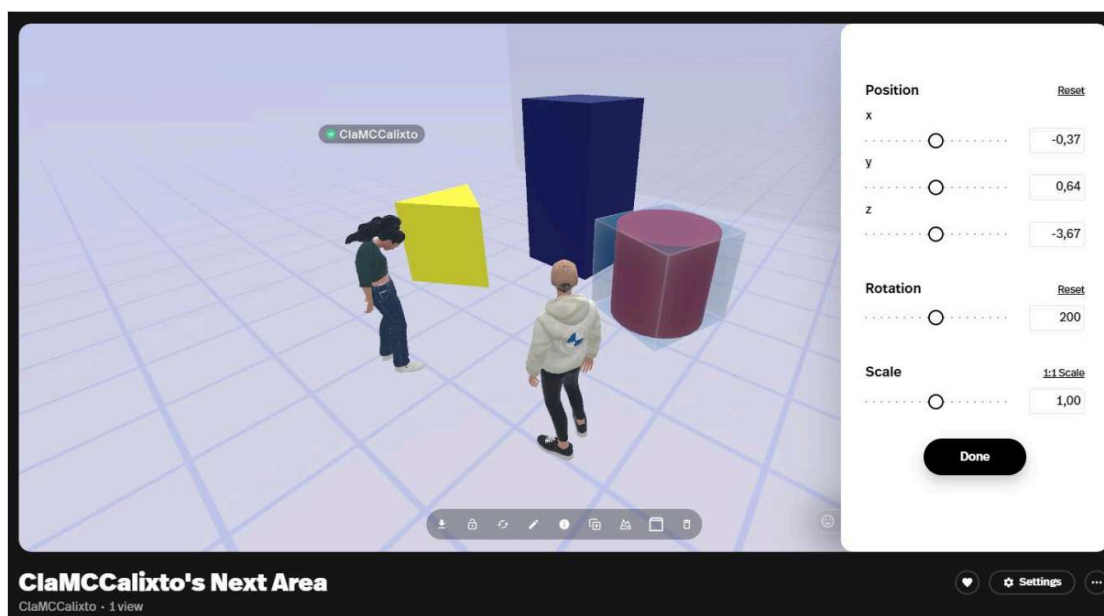 ClaMCCalixto
Position Reset
x
-0,37
y
0,64
z
-3,67
Rotation Reset
200
Scale 1:1 Scale
1,00
Done
ClaMCCalixto's Next Area
Settings
ClaMCCalixto · 1 view